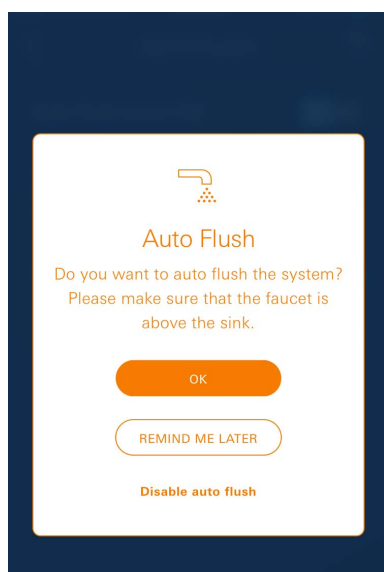 Auto Flush
Do you want to auto flush the system?
Please make sure that the faucet is
above the sink.
OK
REMIND ME LATER
Disable auto flush